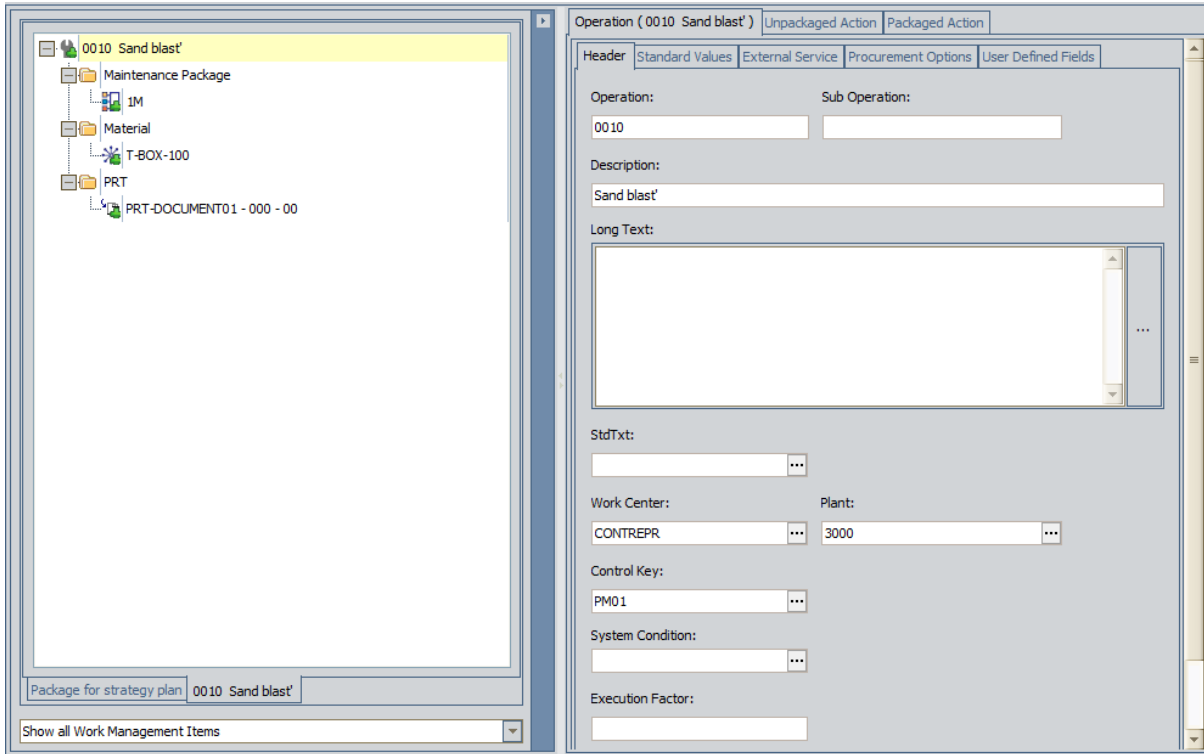 0010 Sand blast'
Maintenance Package
1M
Material
T-BOX-100
PRT
PRT-DOCUMENT01 - 000 - 00
Package for strategy plan 0010 Sand blast'
Show all Work Management Items
Operation ( 0010 Sand blast' ) Unpackaged Action Packaged Action
Header Standard Values External Service Procurement Options User Defined Fields
Operation: Sub Operation:
0010
Description:
Sand blast'
Long Text:
...
StdTxt:
...
Work Center: Plant:
CONTREPR ... 3000 ...
Control Key:
PM01 ...
System Condition:
...
Execution Factor: